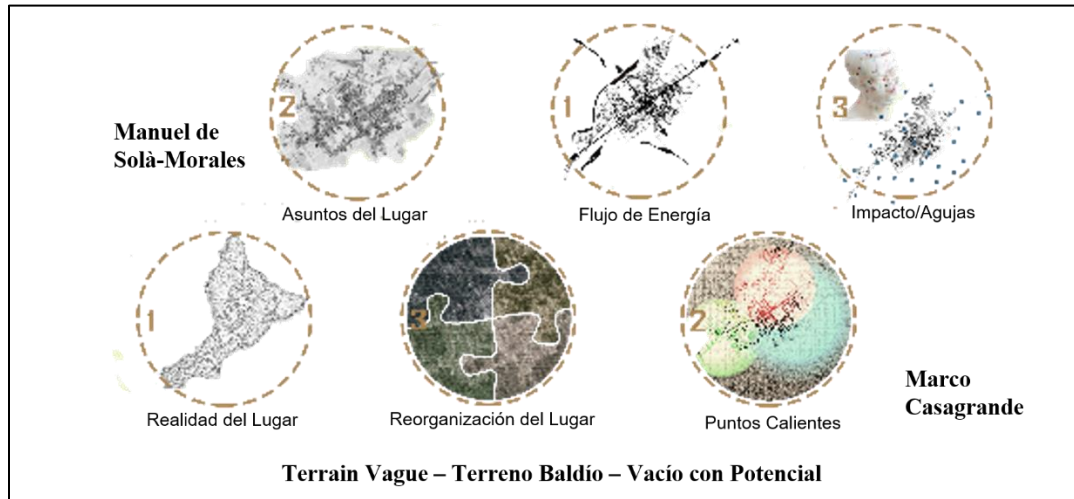 2
1
3
Manuel de
Solà-Morales
Asuntos del Lugar
Flujo de Energía
Impacto/Agujas
1
3
2
Realidad del Lugar
Reorganización del Lugar
Puntos Calientes
Marco
Casagrande
Terrain Vague – Terreno Baldío – Vacío con Potencial